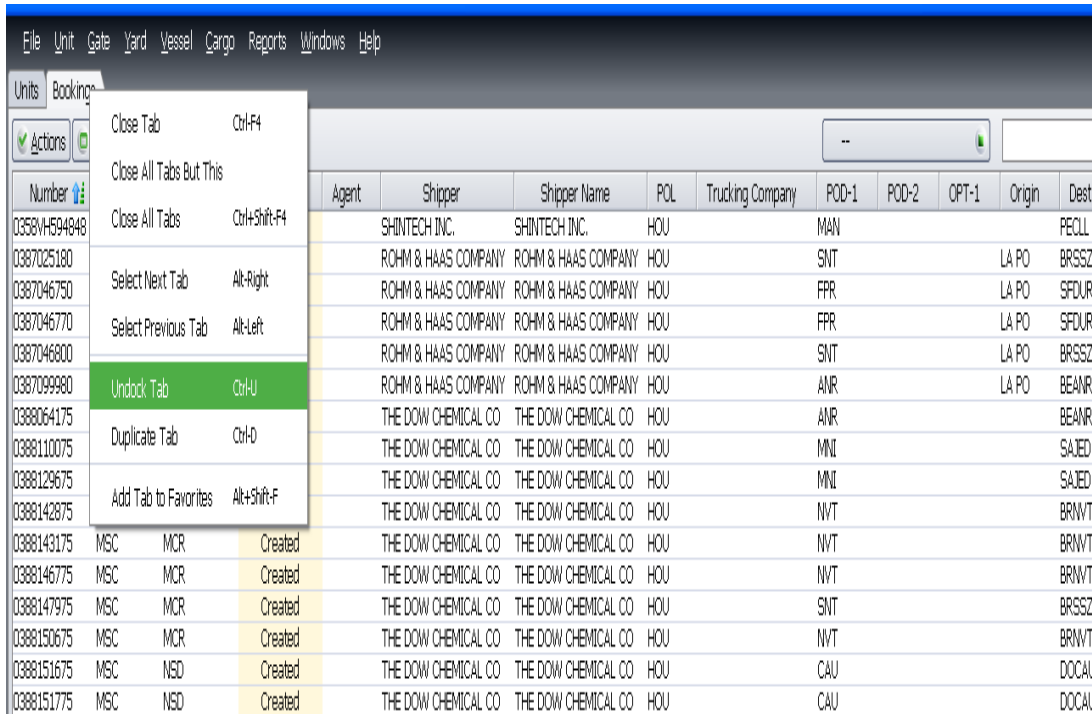 File Unit Gate Yard Vessel Cargo Reports Windows Help
Units Bookings
Close Tab Ctrl-F4
Actions --
Close All Tabs But This
Number Agent Shipper Shipper Name POL Trucking Company POD-1 POD-2 OPT-1 Origin Dest
Close All Tabs Ctrl+Shift-F4
0358VH594848 SHINTECH INC. SHINTECH INC. HOU MAN PECLL
0387025180 ROHM & HAAS COMPANY ROHM & HAAS COMPANY HOU SNT LA PO BRSSZ
Select Next Tab Alt-Right
0387046750 ROHM & HAAS COMPANY ROHM & HAAS COMPANY HOU FPR LA PO SFDUR
0387046770 ROHM & HAAS COMPANY ROHM & HAAS COMPANY HOU FPR LA PO SFDUR
Select Previous Tab Alt-Left
0387046800 ROHM & HAAS COMPANY ROHM & HAAS COMPANY HOU SNT LA PO BRSSZ
0387099980 ROHM & HAAS COMPANY ROHM & HAAS COMPANY HOU ANR LA PO BEANR
Undock Tab Ctrl-U
0388064175 THE DOW CHEMICAL CO THE DOW CHEMICAL CO HOU ANR BEANR
Duplicate Tab Ctrl-D
0388110075 THE DOW CHEMICAL CO THE DOW CHEMICAL CO HOU MNI SAJED
0388129675 THE DOW CHEMICAL CO THE DOW CHEMICAL CO HOU MNI SAJED
Add Tab to Favorites Alt+Shift-F
0388142875 THE DOW CHEMICAL CO THE DOW CHEMICAL CO HOU NVT BRNVT
0388143175 MSC MCR Created THE DOW CHEMICAL CO THE DOW CHEMICAL CO HOU NVT BRNVT
0388146775 MSC MCR Created THE DOW CHEMICAL CO THE DOW CHEMICAL CO HOU NVT BRNVT
0388147975 MSC MCR Created THE DOW CHEMICAL CO THE DOW CHEMICAL CO HOU SNT BRSSZ
0388150675 MSC MCR Created THE DOW CHEMICAL CO THE DOW CHEMICAL CO HOU NVT BRNVT
0388151675 MSC NSD Created THE DOW CHEMICAL CO THE DOW CHEMICAL CO HOU CAU DOCAU
0388151775 MSC NSD Created THE DOW CHEMICAL CO THE DOW CHEMICAL CO HOU CAU DOCAU